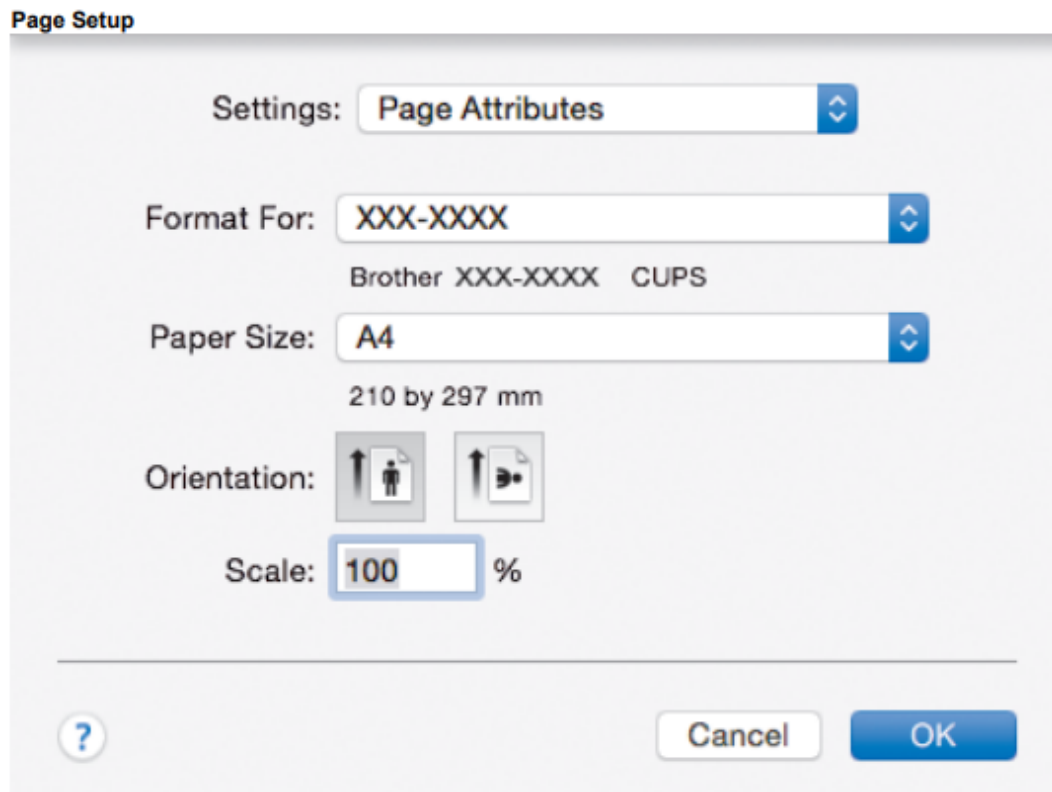 Page Setup
Settings: Page Attributes
Format For: XXX-XXXX
Brother XXX-XXXX CUPS
Paper Size: A4
210 by 297 mm
Orientation:
Scale: 100 %
? Cancel OK